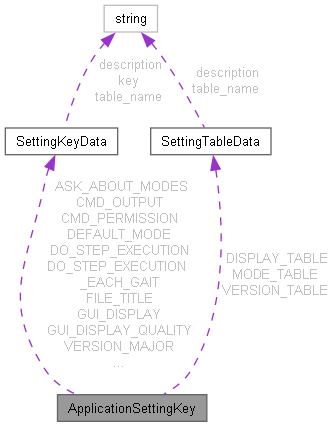 string
description
key
table_name
description
table_name
SettingKeyData
SettingTableData
ASK_ABOUT_MODES
CMD_OUTPUT
CMD_PERMISSION
DEFAULT_MODE
DO_STEP_EXECUTION
DO_STEP_EXECUTION
_EACH_GAIT
FILE_TITLE
GUI_DISPLAY
GUI_DISPLAY_QUALITY
VERSION_MAJOR
...
DISPLAY_TABLE
MODE_TABLE
VERSION_TABLE
ApplicationSettingKey